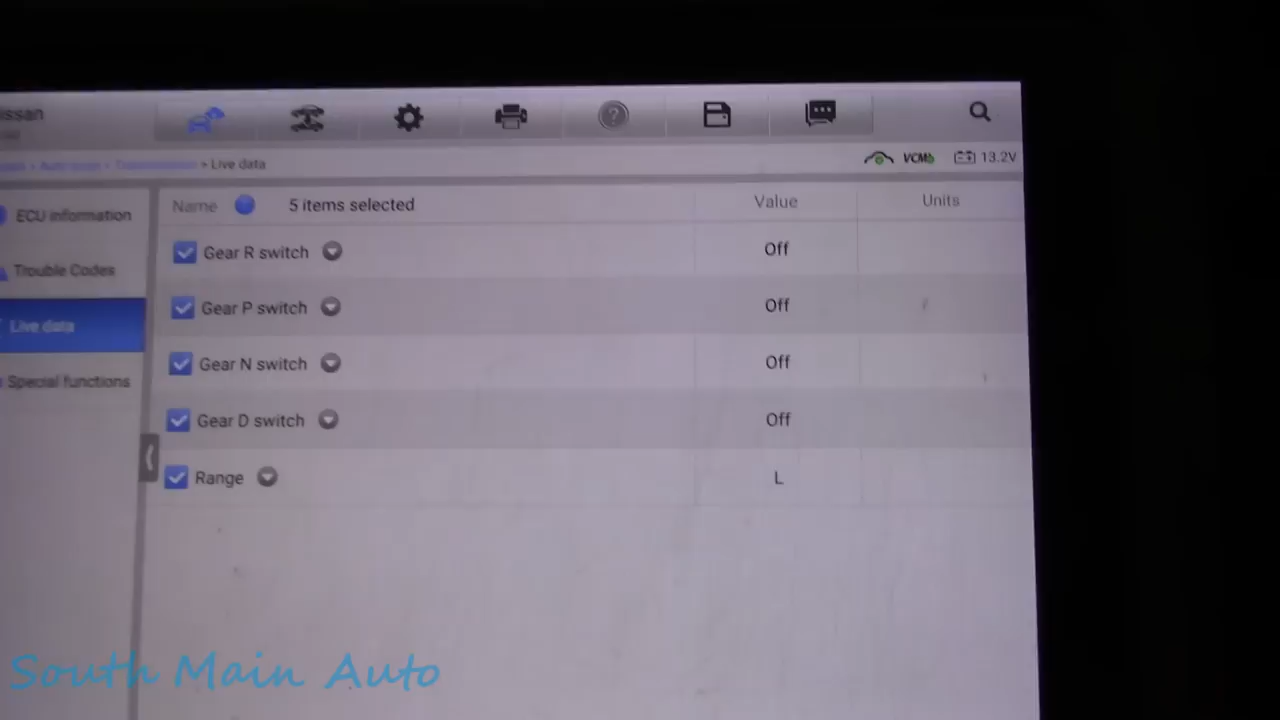 issan
> Live data
VCMI 13.2V
ECU information
Trouble Codes
Live data
Special functions
Name 5 items selected Value Units
Gear R switch Off
Gear P switch Off
Gear N switch Off
Gear D switch Off
Range L
South Main Auto